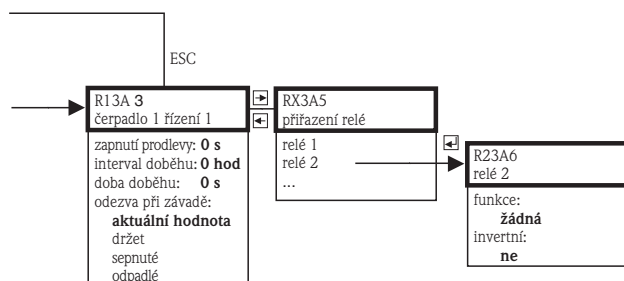 ESC
R13A 3
čerpadlo 1 řízení 1
zapnutí prodlevy: 0 s
interval doběhu: 0 hod
doba doběhu: 0 s
odezva při závadě:
aktuální hodnota
držet
sepnuté
odpadlé
RX3A5
přiřazení relé
relé 1
relé 2
...
R23A6
relé 2
funkce:
žádná
invertní:
ne